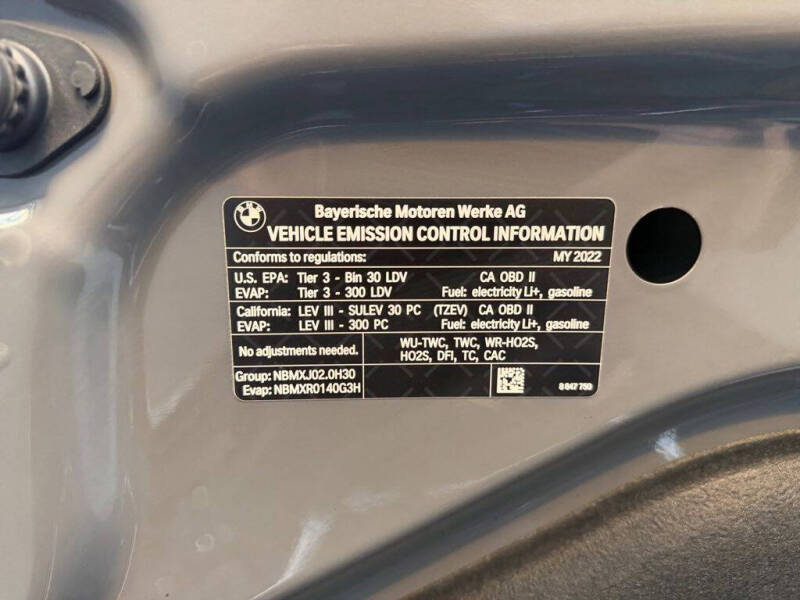 Bayerische Motoren Werke AG
VEHICLE EMISSION CONTROL INFORMATION
Conforms to regulations: MY 2022
U.S. EPA: Tier 3 - Bin 30 LDV CA OBD II
EVAP: Tier 3 - 300 LDV Fuel: electricity Li+, gasoline
California: LEV III - SULEV 30 PC (TZEV) CA OBD II
EVAP: LEV III - 300 PC Fuel: electricity Li+, gasoline
No adjustments needed.
WU-TWC, TWC, WR-HO2S,
HO2S, DFI, TC, CAC
Group: NBMXJ02.0H30
Evap: NBMXR0140G3H
8 847 750